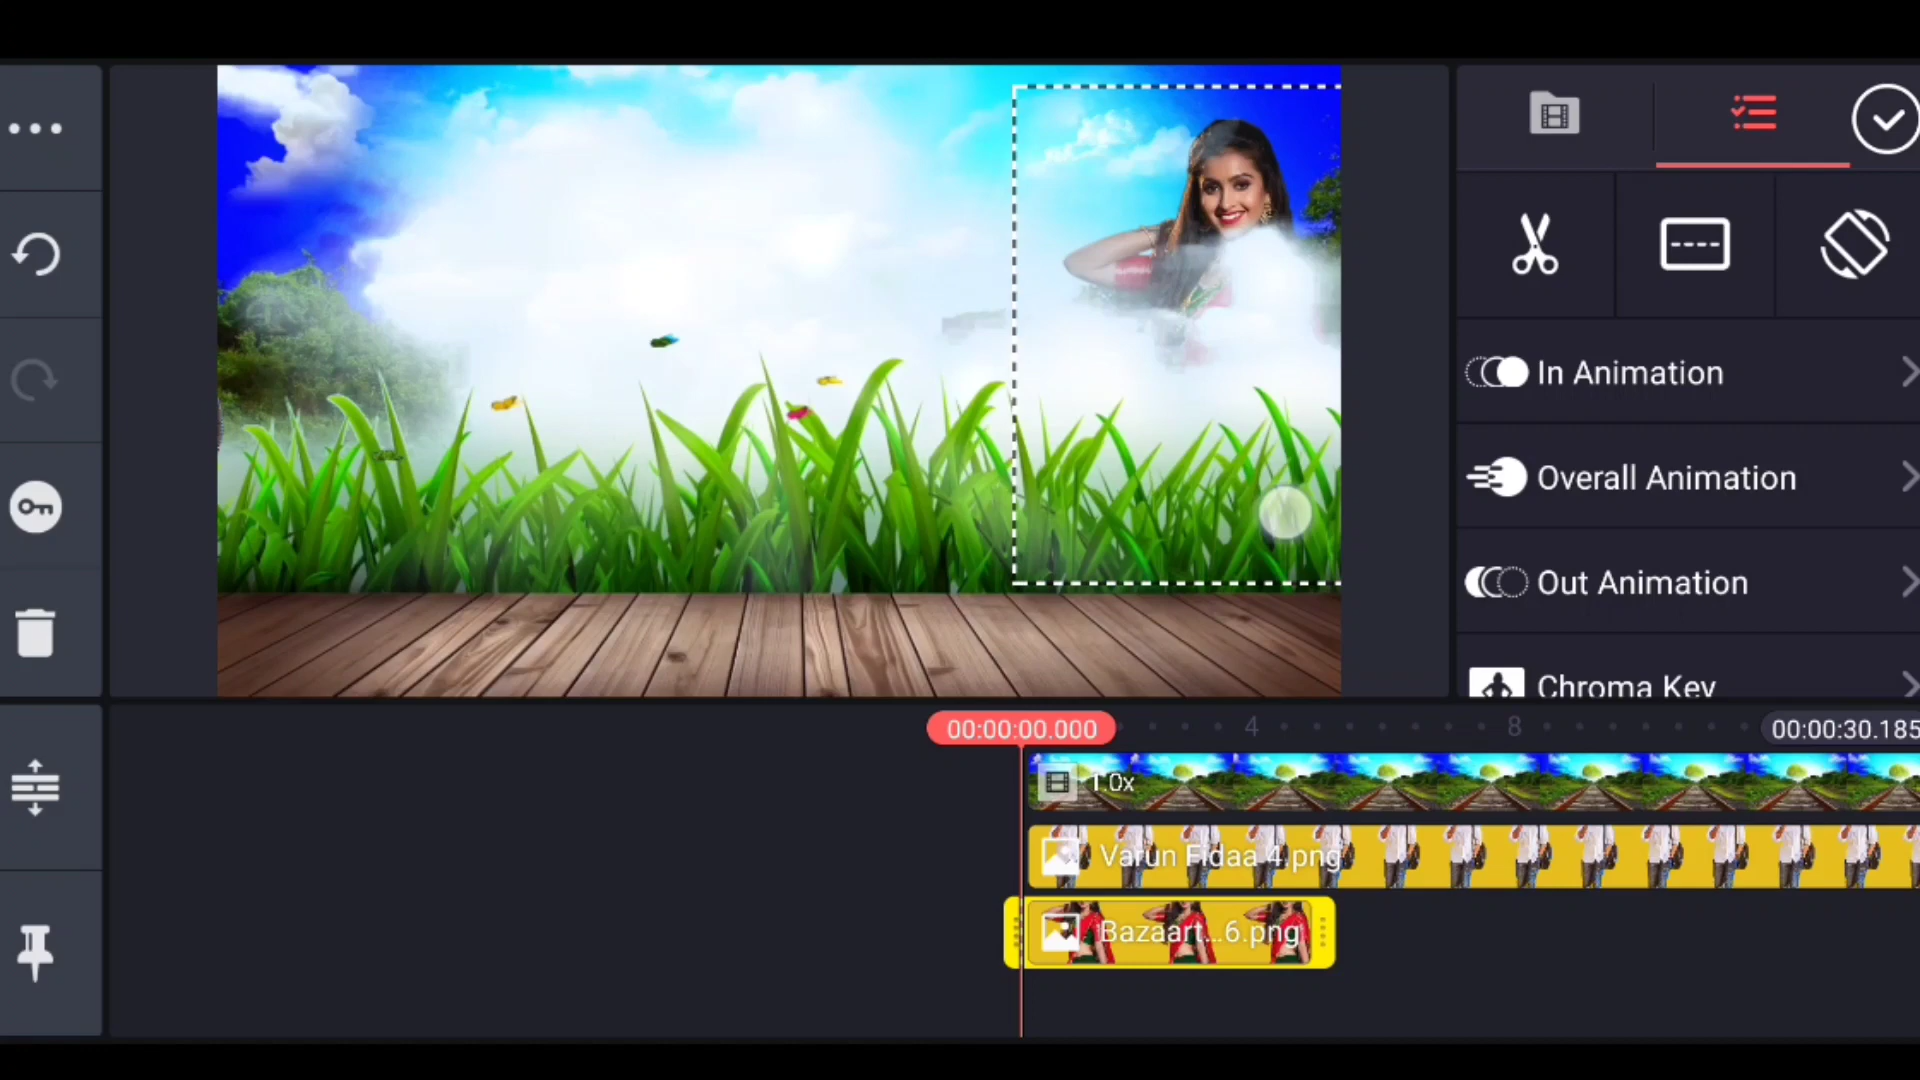 In Animation
Overall Animation
Out Animation
Chroma Key
00:00:00.000
4
8
00:00:30.185
1.0x
Varun Fidaa 4.png
Bazaart...6.png